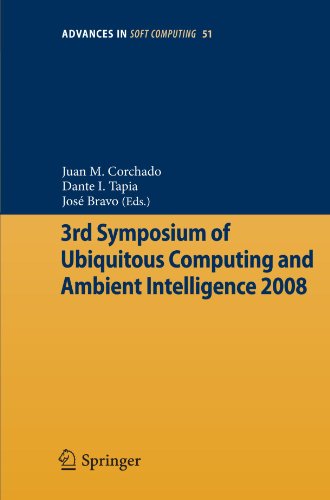 ADVANCES IN SOFT COMPUTING 51
Juan M. Corchado
Dante I. Tapia
José Bravo (Eds.)
3rd Symposium of
Ubiquitous Computing and
Ambient Intelligence 2008
Springer